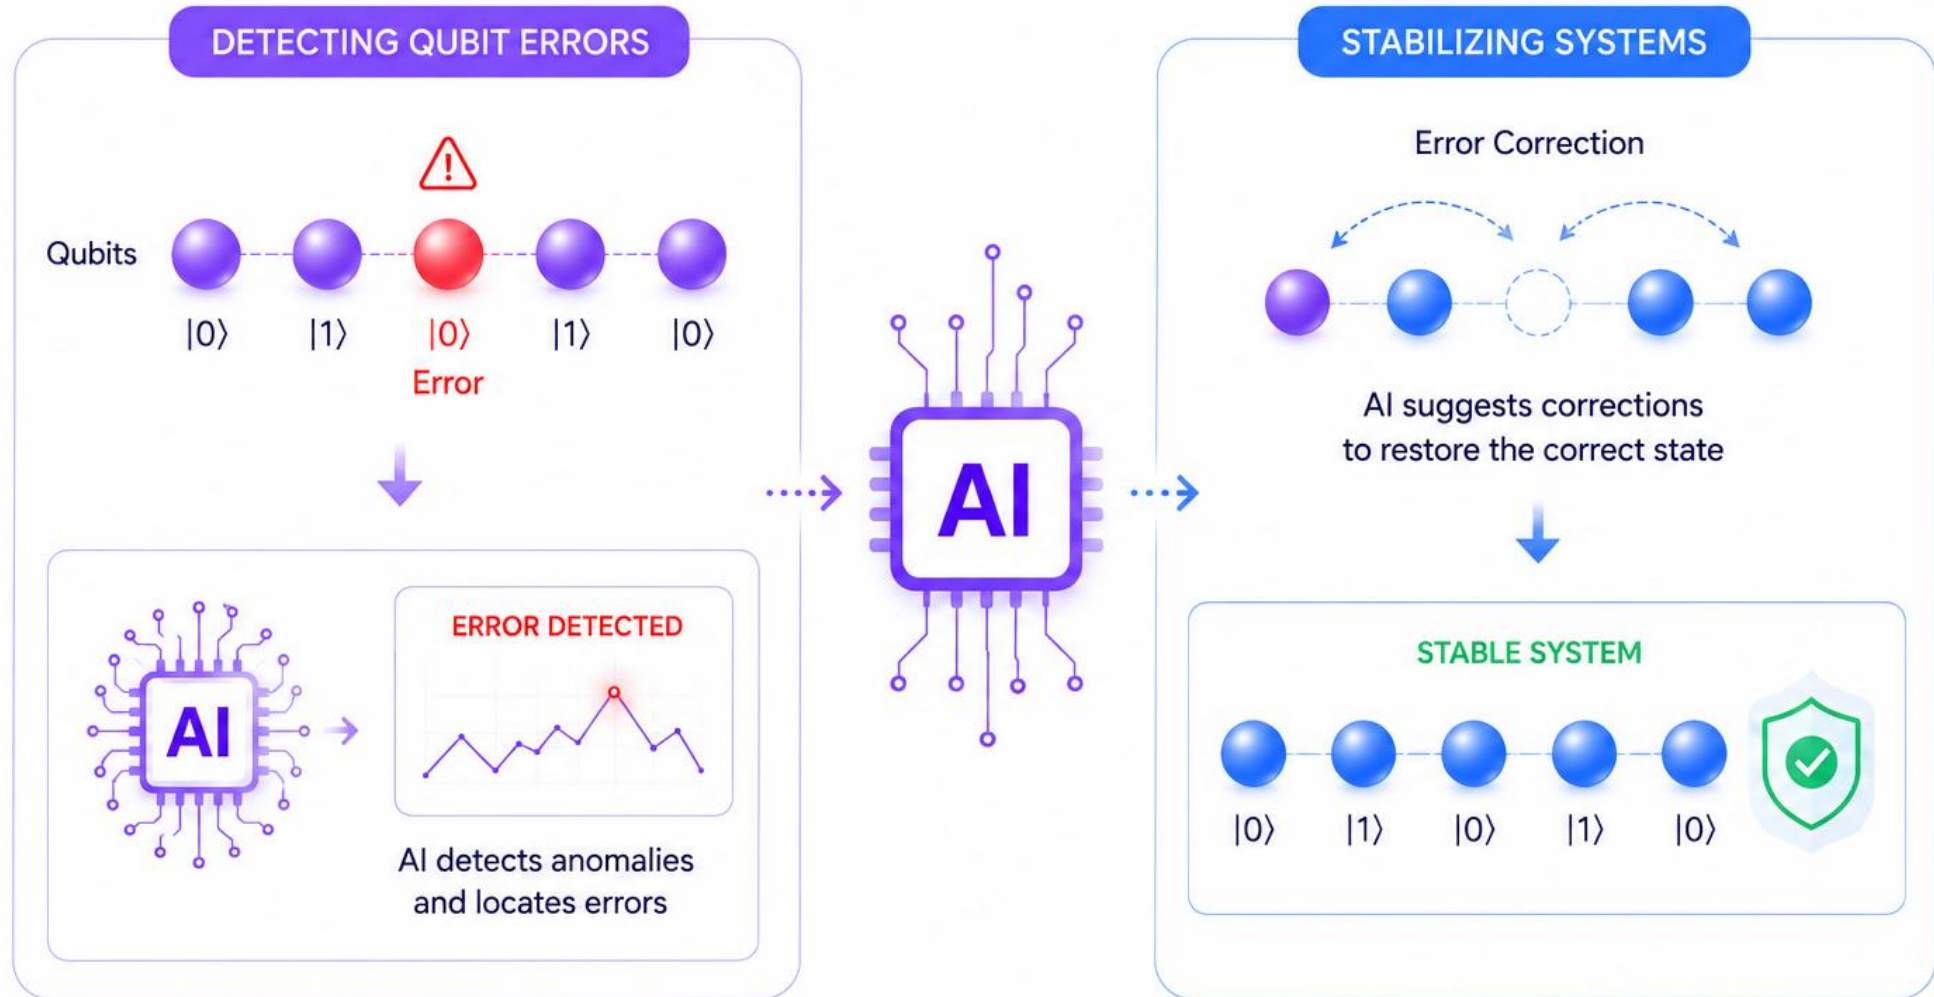 DETECTING QUBIT ERRORS
Qubits
|0⟩ |1⟩ |0⟩ |1⟩ |0⟩
Error
AI
ERROR DETECTED
AI detects anomalies
and locates errors
AI
STABILIZING SYSTEMS
Error Correction
AI suggests corrections
to restore the correct state
STABLE SYSTEM
|0⟩ |1⟩ |0⟩ |1⟩ |0⟩